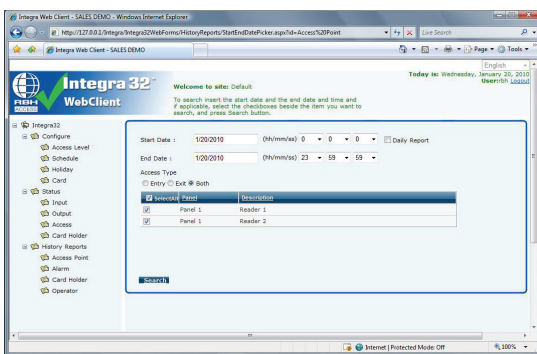 Integra Web Client - SALES DEMO - Windows Internet Explorer
http://127.0.0.1/Integra/Integra32WebForms/HistoryReports/StartEndDatePicker.aspx?id=Access%20Point
Live Search
Integra Web Client - SALES DEMO
Page
Tools
English
Today is: Wednesday, January 20, 2010
User:rbh Logout
RBH
ACCESS
Integra 32
WebClient
Welcome to site: Default
To search insert the start date and the end date and time and
if applicable, select the checkboxes beside the item you want to
search, and press Search button.
Integra32
Configure
Access Level
Schedule
Holiday
Card
Status
Input
Output
Access
Card Holder
History Reports
Access Point
Alarm
Card Holder
Operator
Start Date : 1/20/2010 (hh/mm/ss) 0 0 0 Daily Report
End Date : 1/20/2010 (hh/mm/ss) 23 59 59
Access Type
Entry Exit Both
SelectAll Panel Description
Panel 1 Reader 1
Panel 1 Reader 2
Search
Internet | Protected Mode: Off
100%